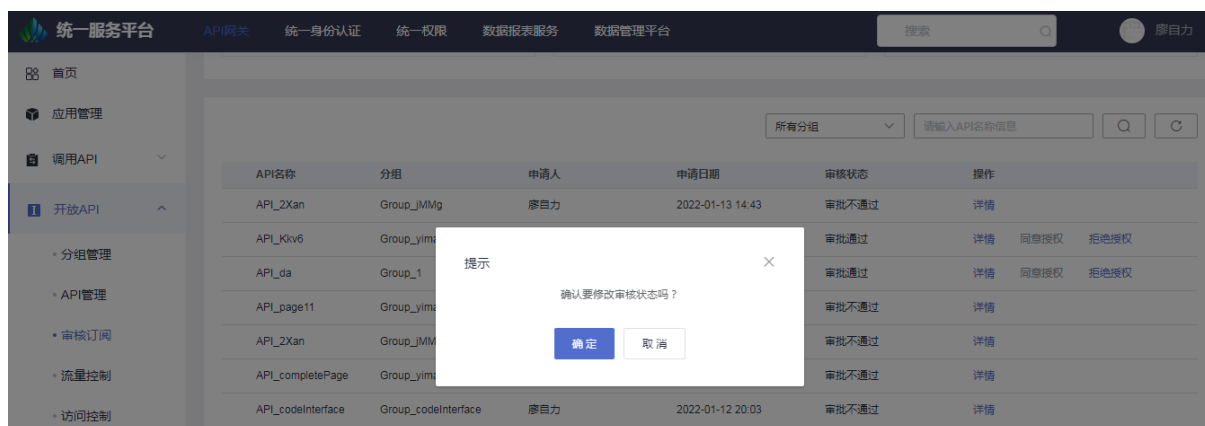 统一服务平台 API网关 统一身份认证 统一权限 数据报表服务 数据管理平台 搜索 廖自力
首页
应用管理
调用API
开放API
分组管理
API管理
审核订阅
流量控制
访问控制
所有分组 请输入API名称信息
API名称 分组 申请人 申请日期 审核状态 操作
API_2Xan Group_jMMg 廖自力 2022-01-13 14:43 审批不通过 详情
API_Kkv6 Group_yima 审批通过 详情 同意授权 拒绝授权
API_da Group_1 审批通过 详情 同意授权 拒绝授权
API_page11 Group_yima 审批不通过 详情
API_2Xan Group_jMM 审批不通过 详情
API_completePage Group_yima 审批不通过 详情
API_codeInterface Group_codeInterface 廖自力 2022-01-12 20:03 审批不通过 详情
提示
确认要修改审核状态吗？
确定 取消